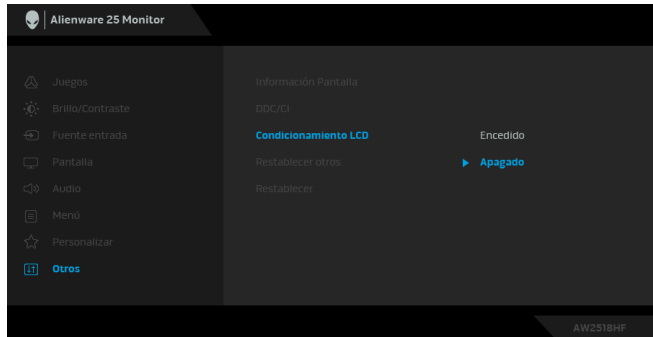 Alienware 25 Monitor
Juegos
Información Pantalla
Brillo/Contraste
DDC/CI
Fuente entrada
Condicionamiento LCD
Encedido
Pantalla
Restablecer otros
Apagado
Audio
Restablecer
Menú
Personalizar
Otros
AW2518HF